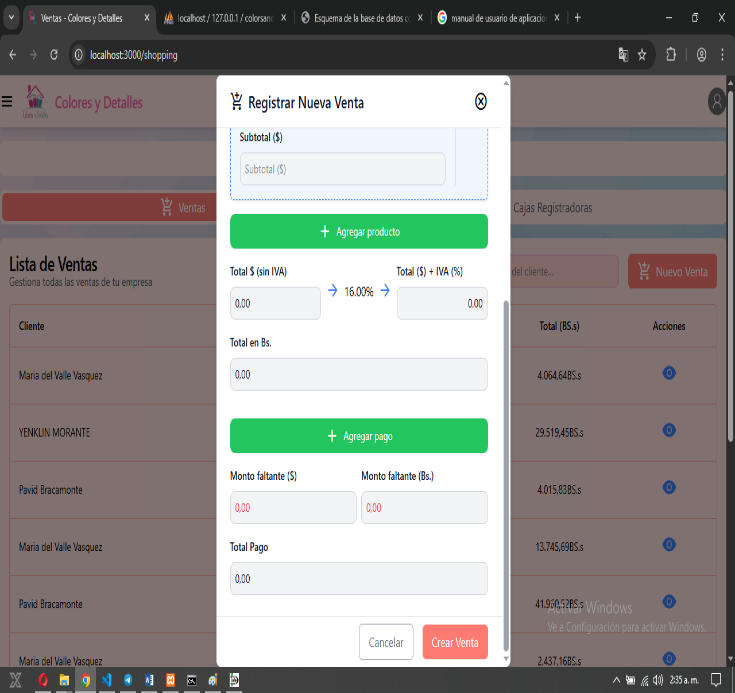 Ventas - Colores y Detalles
localhost / 127.0.0.1 / colorsan
Esquema de la base de datos co
manual de usuario de aplicacio
localhost:3000/shopping
Colores y Detalles
Registrar Nueva Venta
Subtotal ($)
Subtotal ($)
Ventas
Cajas Registradoras
Agregar producto
Lista de Ventas
Gestiona todas las ventas de tu empresa
del cliente...
Nuevo Venta
Total $ (sin IVA)
Total ($) + IVA (%)
0,00
16.00%
0.00
Cliente
Total (BS.s)
Acciones
Total en Bs.
0,00
Maria del Valle Vasquez
4.064,64BS.s
YENKLIN MORANTE
29.519,45BS.s
Agregar pago
Monto faltante ($)
Monto faltante (Bs.)
0,00
0,00
Pavid Bracamonte
4.015,83BS.s
Maria del Valle Vasquez
13.745,69BS.s
Total Pago
0,00
Pavid Bracamonte
Activar Windows
Ve a Configuración para activar Windows.
Cancelar
Crear Venta
Maria del Valle Vasquez
2.437,16BS.s
2:35 a. m.